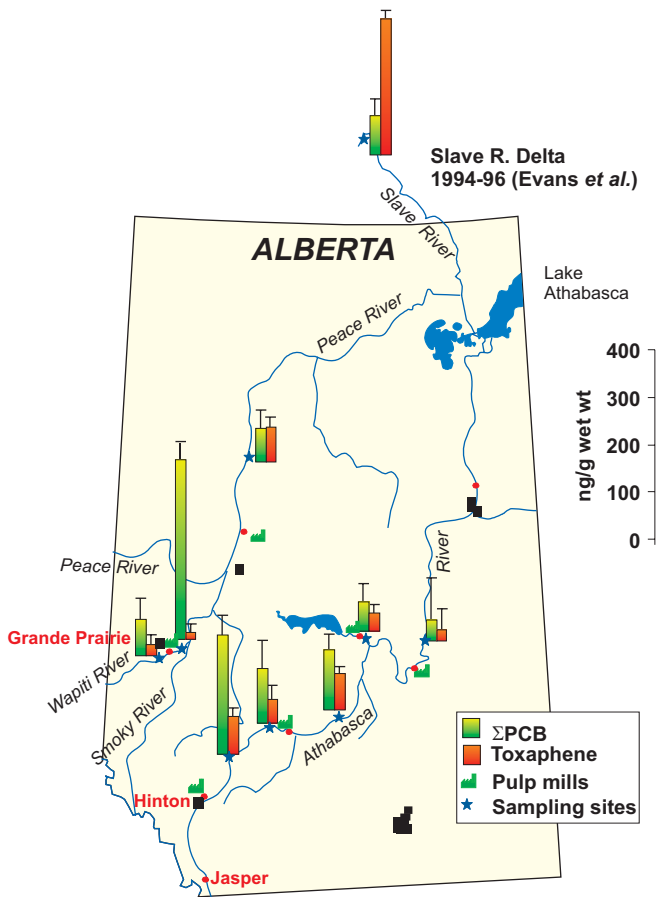 Slave R. Delta
1994-96 (Evans et al.)
Slave River
ALBERTA
Lake
Athabasca
Peace River
400
300
200
100
0
ng/g wet wt
River
Peace River
Grande Prairie
Wapiti River
Smoky River
Athabasca
Hinton
Jasper
ΣPCB
Toxaphene
Pulp mills
Sampling sites